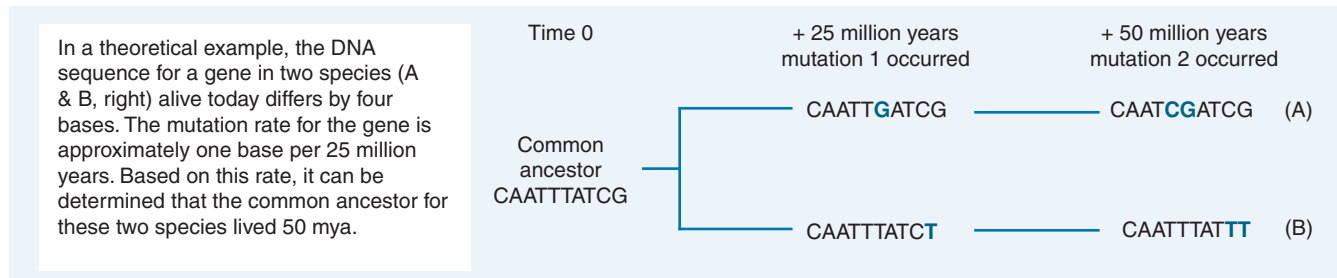 In a theoretical example, the DNA
sequence for a gene in two species (A
& B, right) alive today differs by four
bases. The mutation rate for the gene is
approximately one base per 25 million
years. Based on this rate, it can be
determined that the common ancestor for
these two species lived 50 mya.
Time 0
+ 25 million years
mutation 1 occurred
+ 50 million years
mutation 2 occurred
Common
ancestor
CAATTTATCG
CAATTGATCG
CAATCGATCG (A)
CAATTTATCT
CAATTTATTT (B)